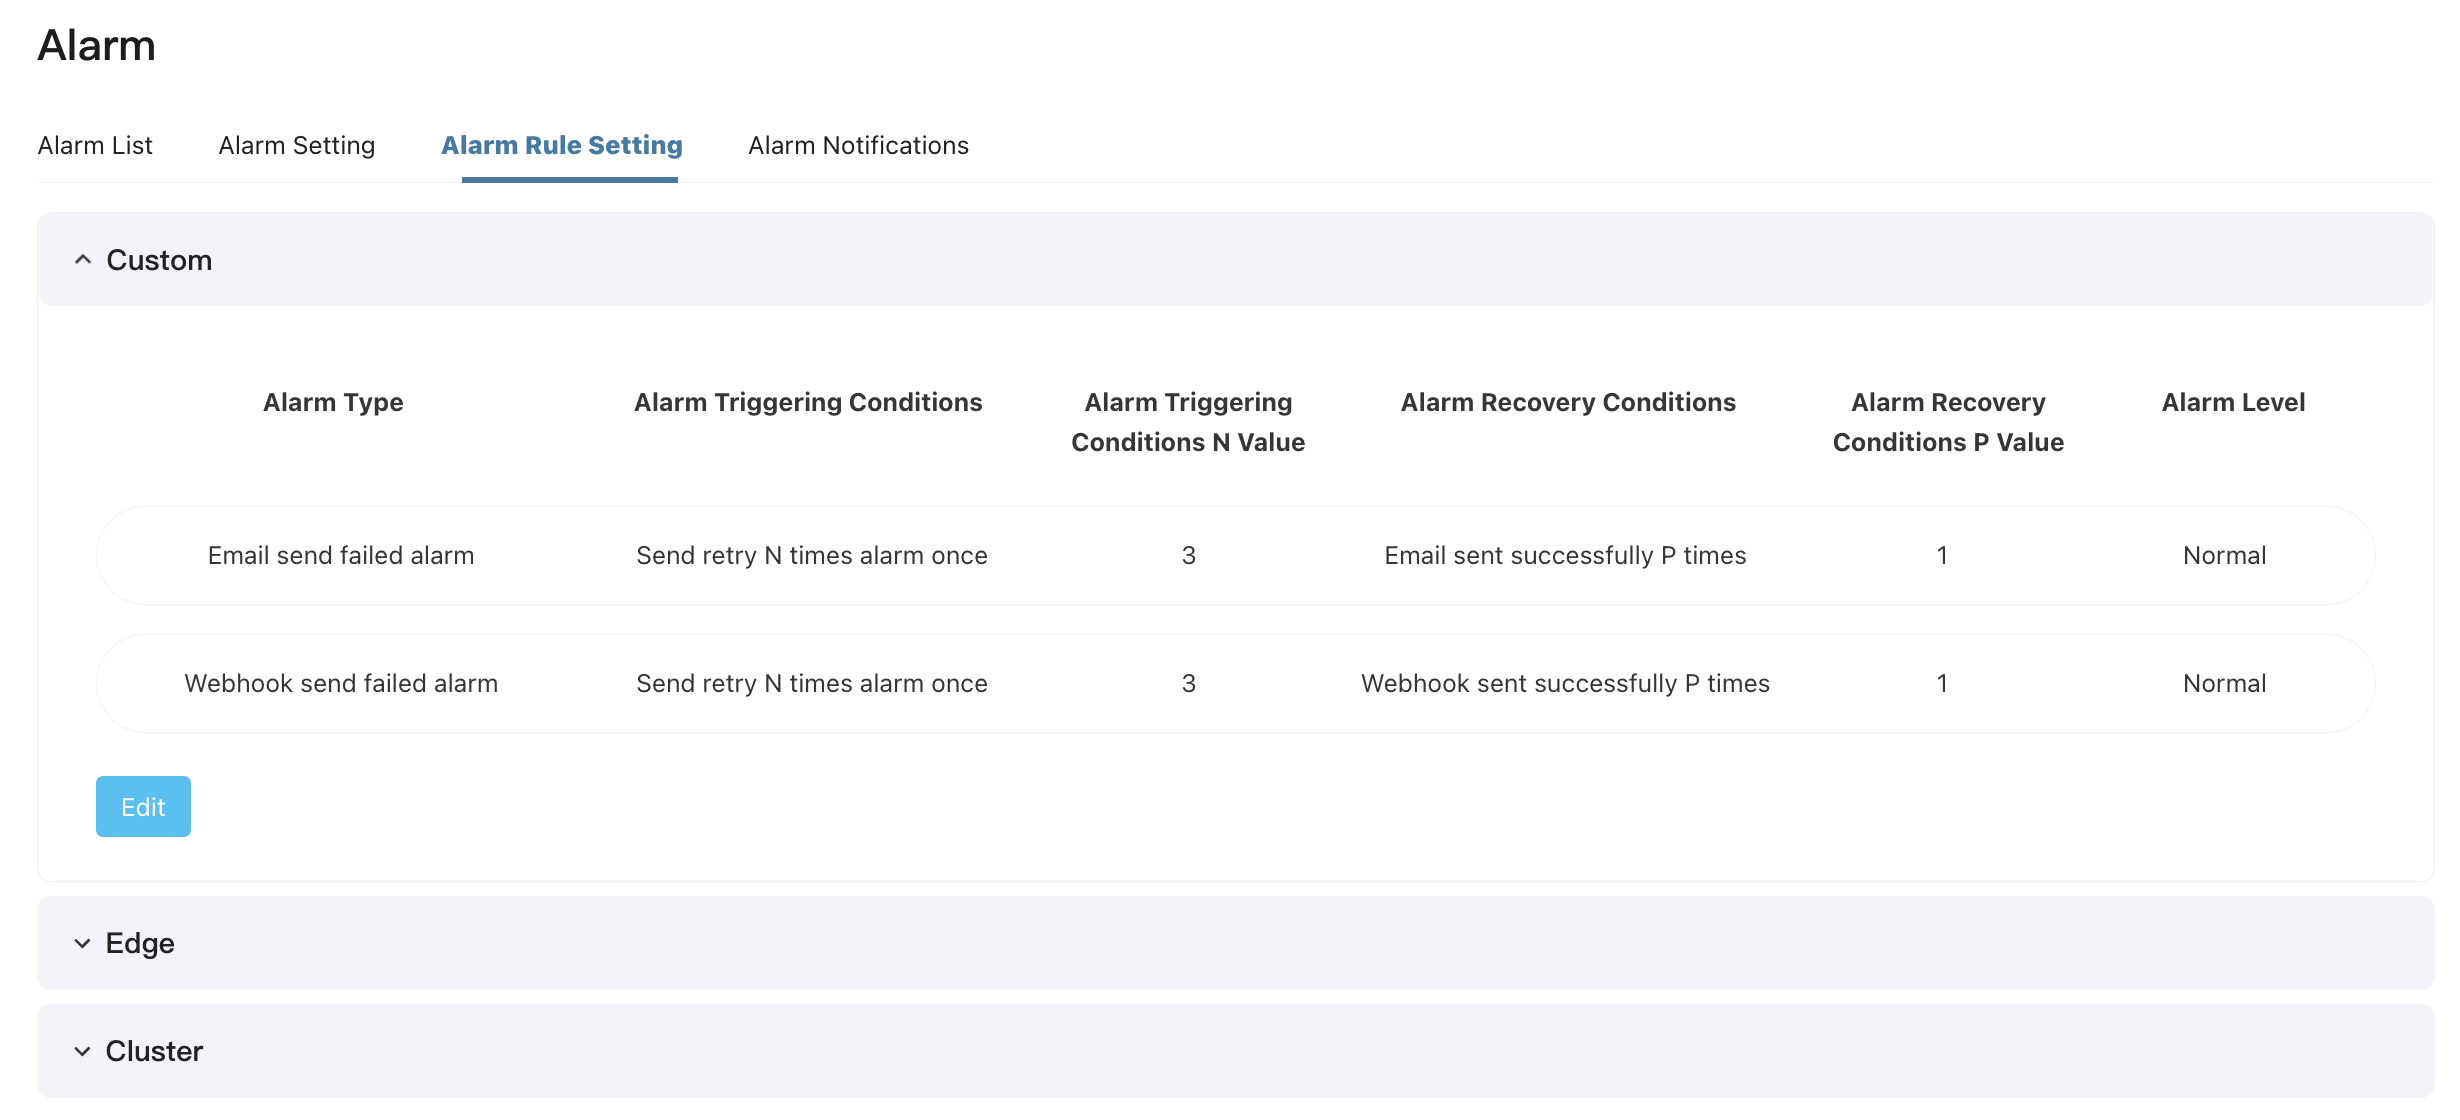 Alarm
Alarm List Alarm Setting Alarm Rule Setting Alarm Notifications
Custom
Alarm Type Alarm Triggering Conditions Alarm Triggering Conditions N Value Alarm Recovery Conditions Alarm Recovery Conditions P Value Alarm Level
Email send failed alarm Send retry N times alarm once 3 Email sent successfully P times 1 Normal
Webhook send failed alarm Send retry N times alarm once 3 Webhook sent successfully P times 1 Normal
Edit
Edge
Cluster